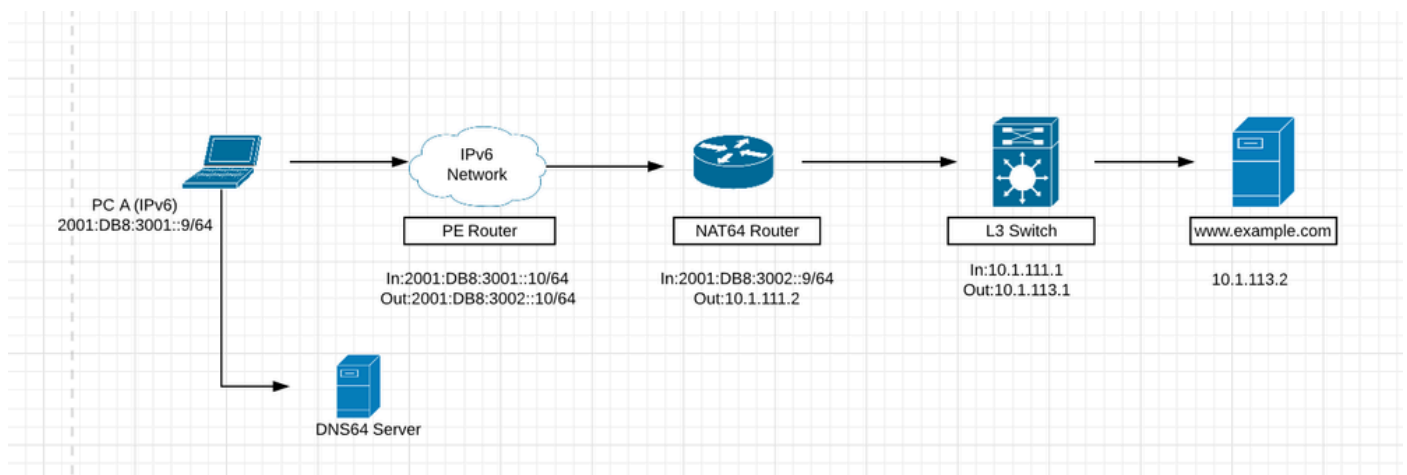 IPv6
Network
PC A (IPv6)
2001:DB8:3001::9/64
PE Router
NAT64 Router
L3 Switch
www.example.com
In:2001:DB8:3001::10/64
Out:2001:DB8:3002::10/64
In:2001:DB8:3002::9/64
Out:10.1.111.2
In:10.1.111.1
Out:10.1.113.1
10.1.113.2
DNS64 Server